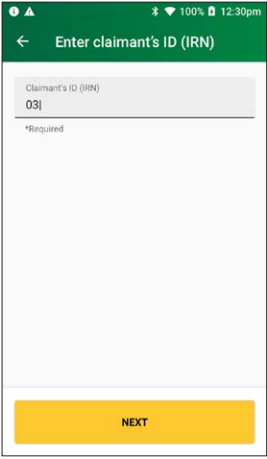 100% 12:30pm
Enter claimant's ID (IRN)
Claimant's ID (IRN)
03
*Required
NEXT